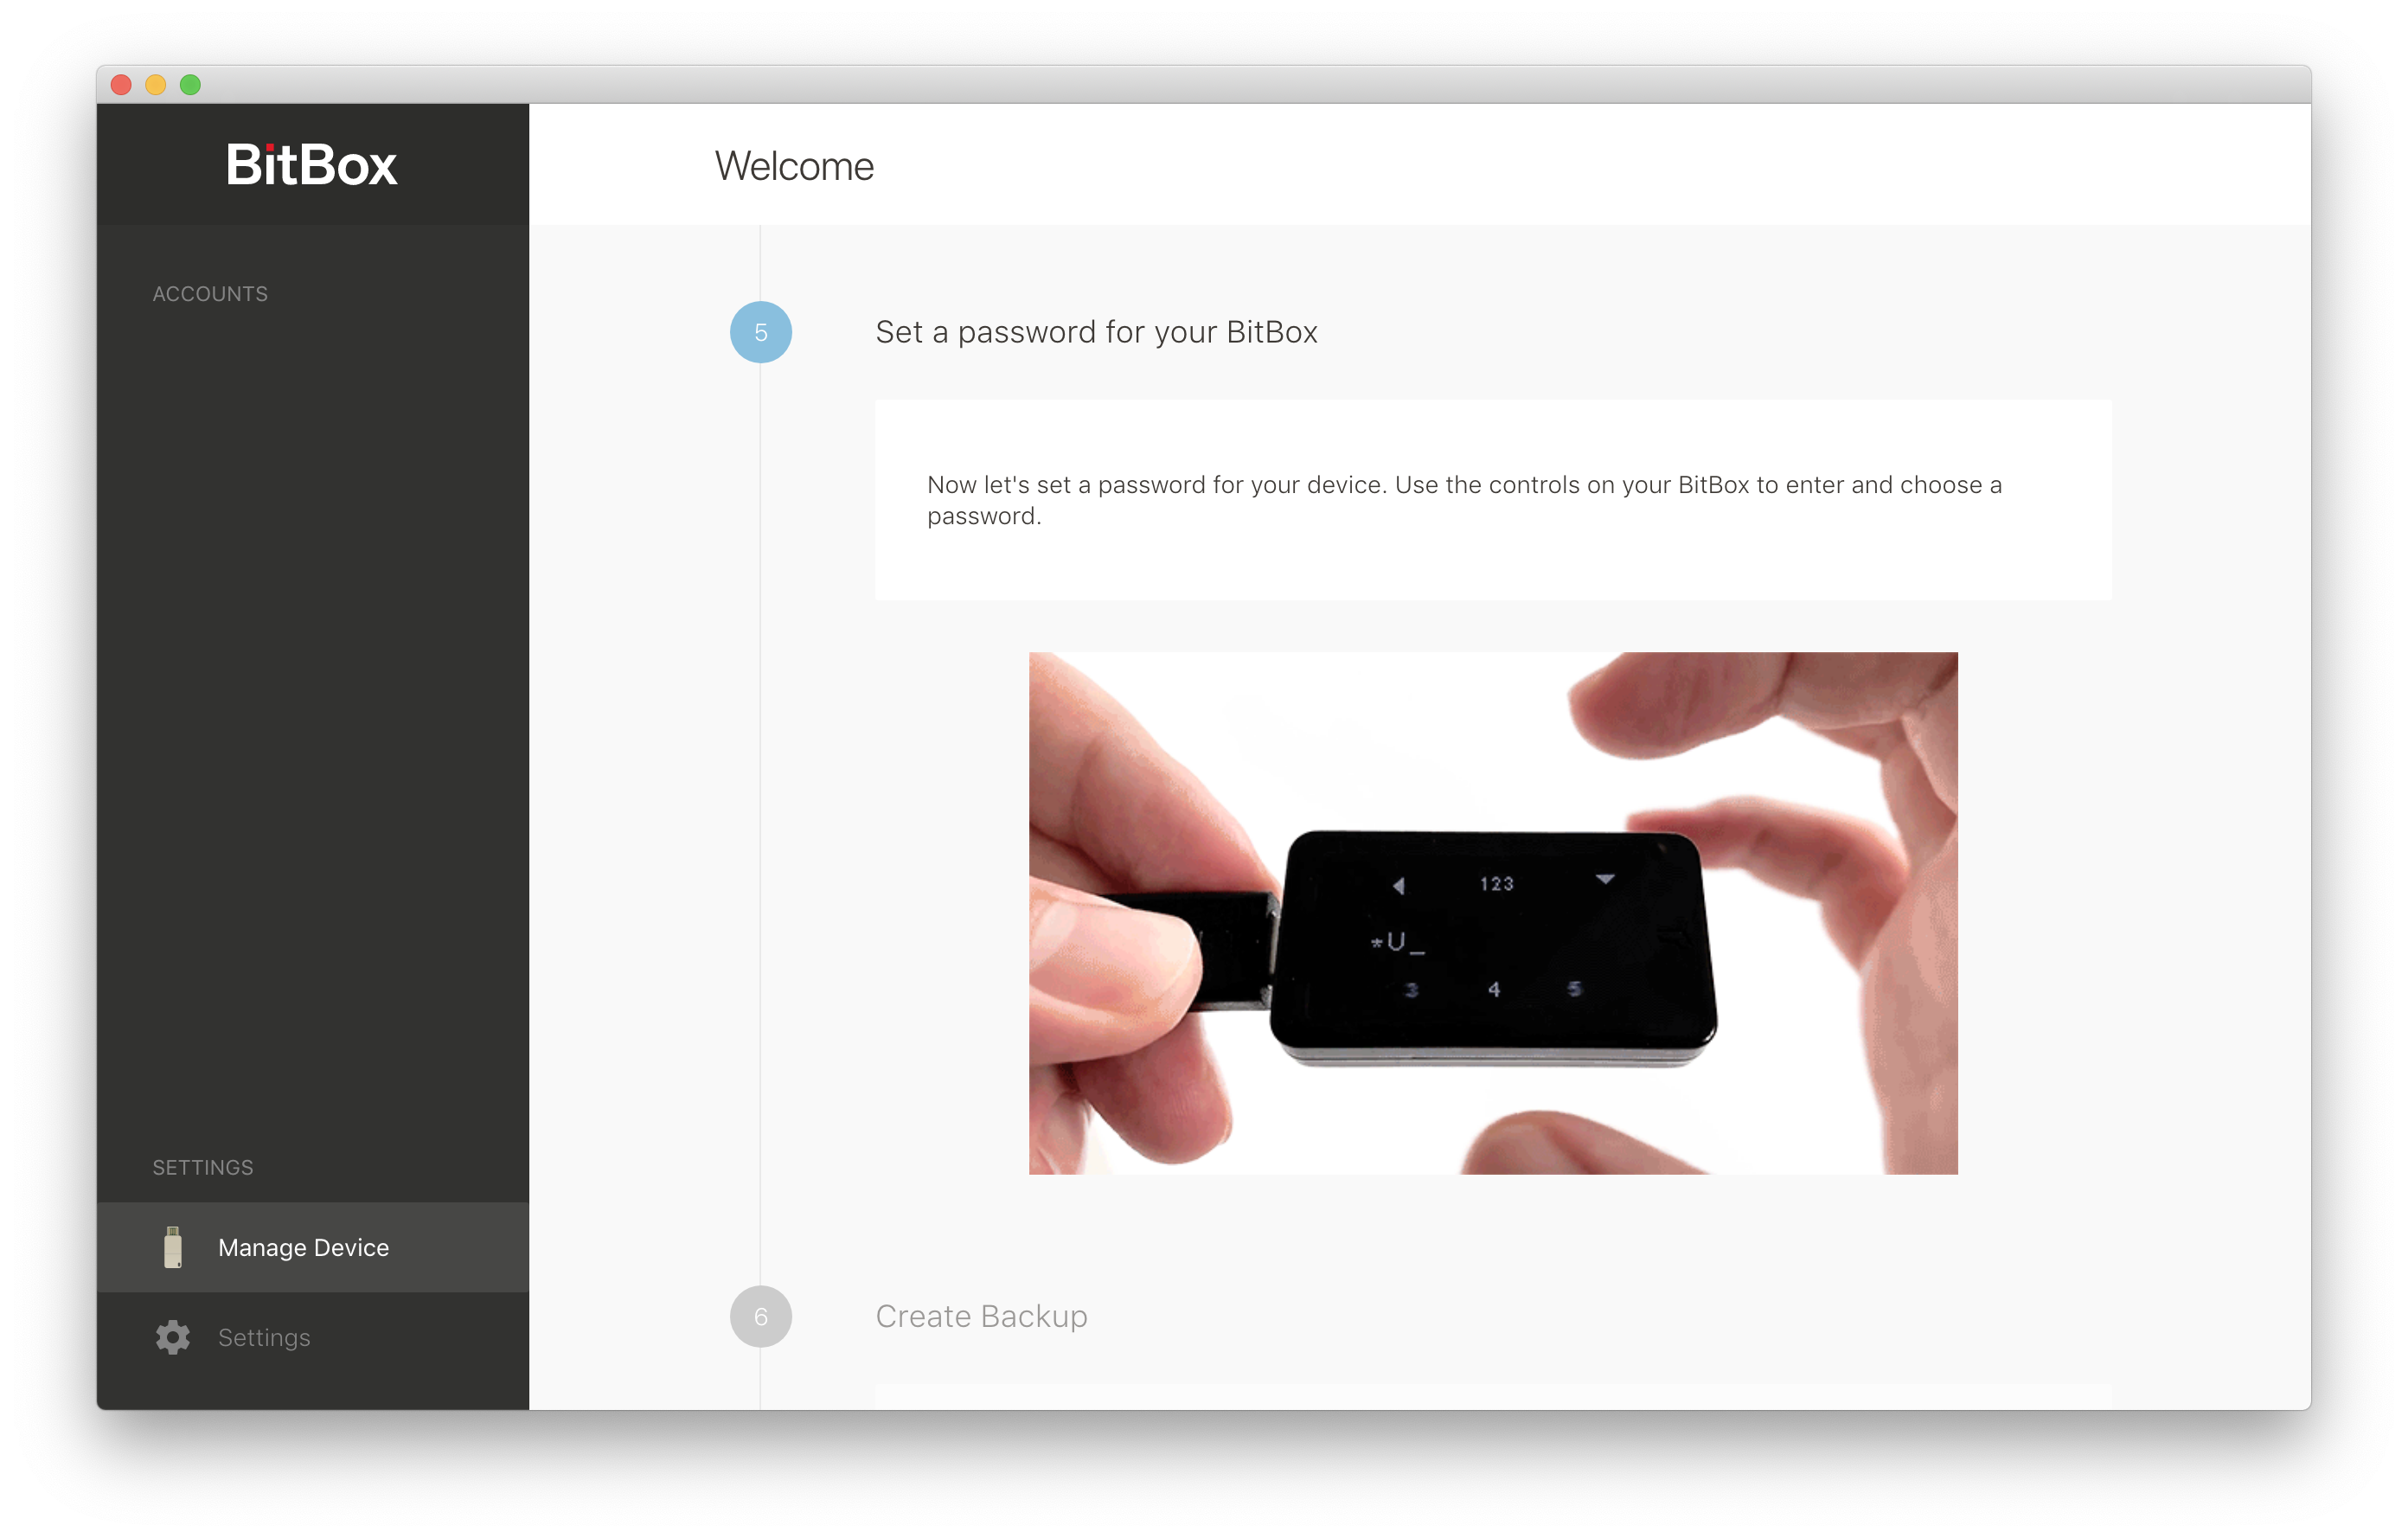 BitBox
Welcome
ACCOUNTS
5
Set a password for your BitBox
Now let's set a password for your device. Use the controls on your BitBox to enter and choose a
password.
123
*U_
3 4 5
SETTINGS
Manage Device
6
Create Backup
Settings